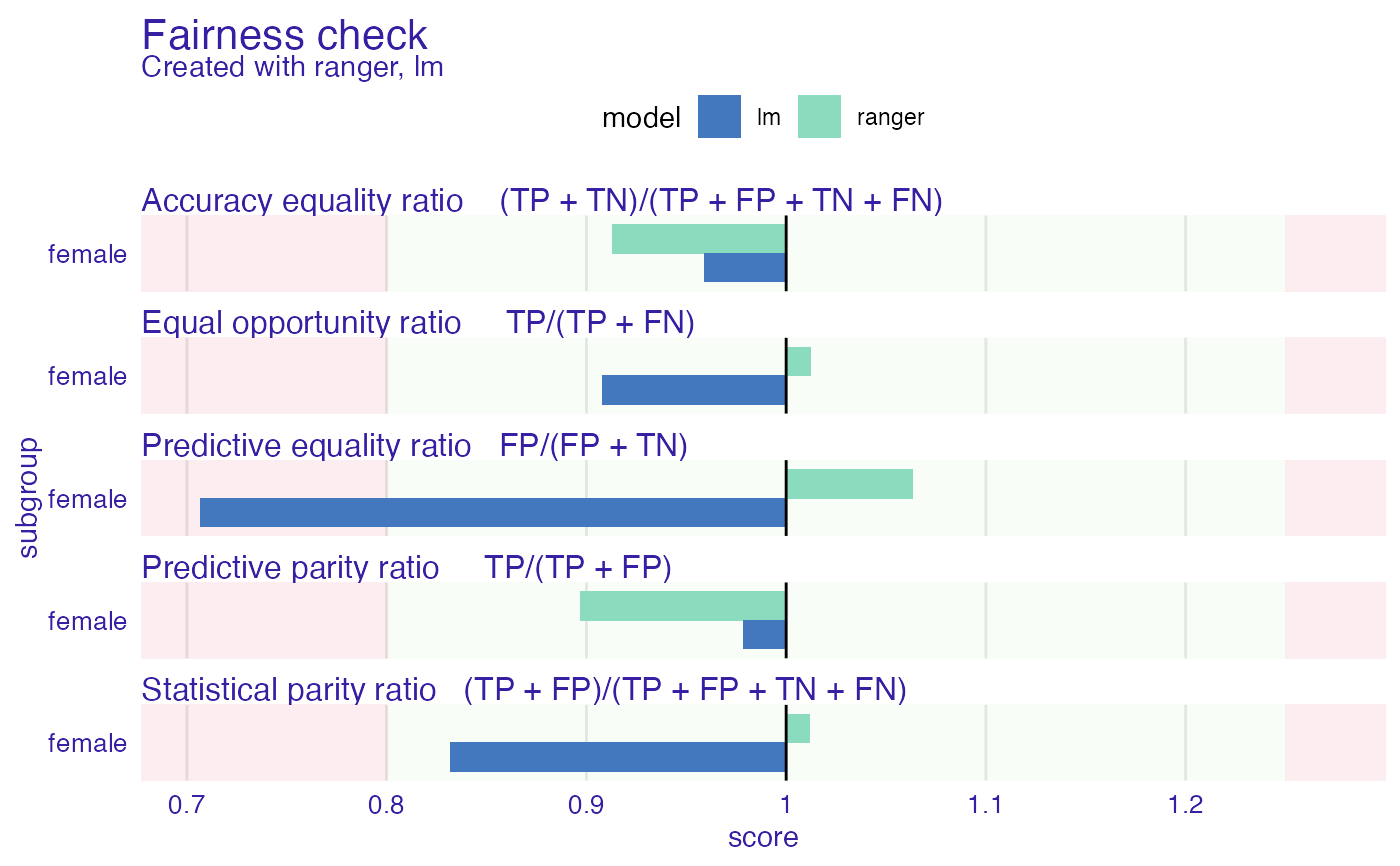 Fairness check
Created with ranger, lm
model lm ranger
Accuracy equality ratio (TP + TN)/(TP + FP + TN + FN)
female
Equal opportunity ratio TP/(TP + FN)
female
Predictive equality ratio FP/(FP + TN)
female
Predictive parity ratio TP/(TP + FP)
female
Statistical parity ratio (TP + FP)/(TP + FP + TN + FN)
female
subgroup
0.7 0.8 0.9 1 1.1 1.2
score